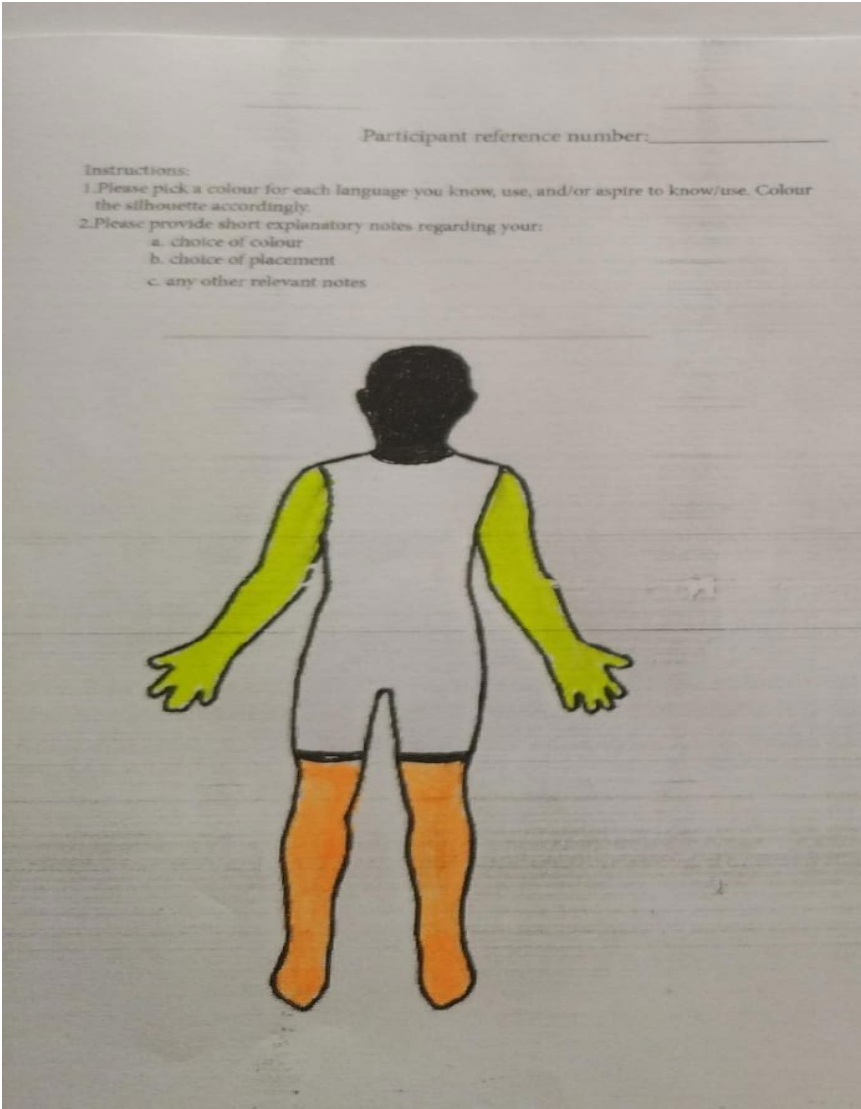 Participant reference number:
Instructions:
1.Please pick a colour for each language you know, use, and/or aspire to know/use. Colour
the silhouette accordingly.
2.Please provide short explanatory notes regarding your:
a. choice of colour
b. choice of placement
c. any other relevant notes